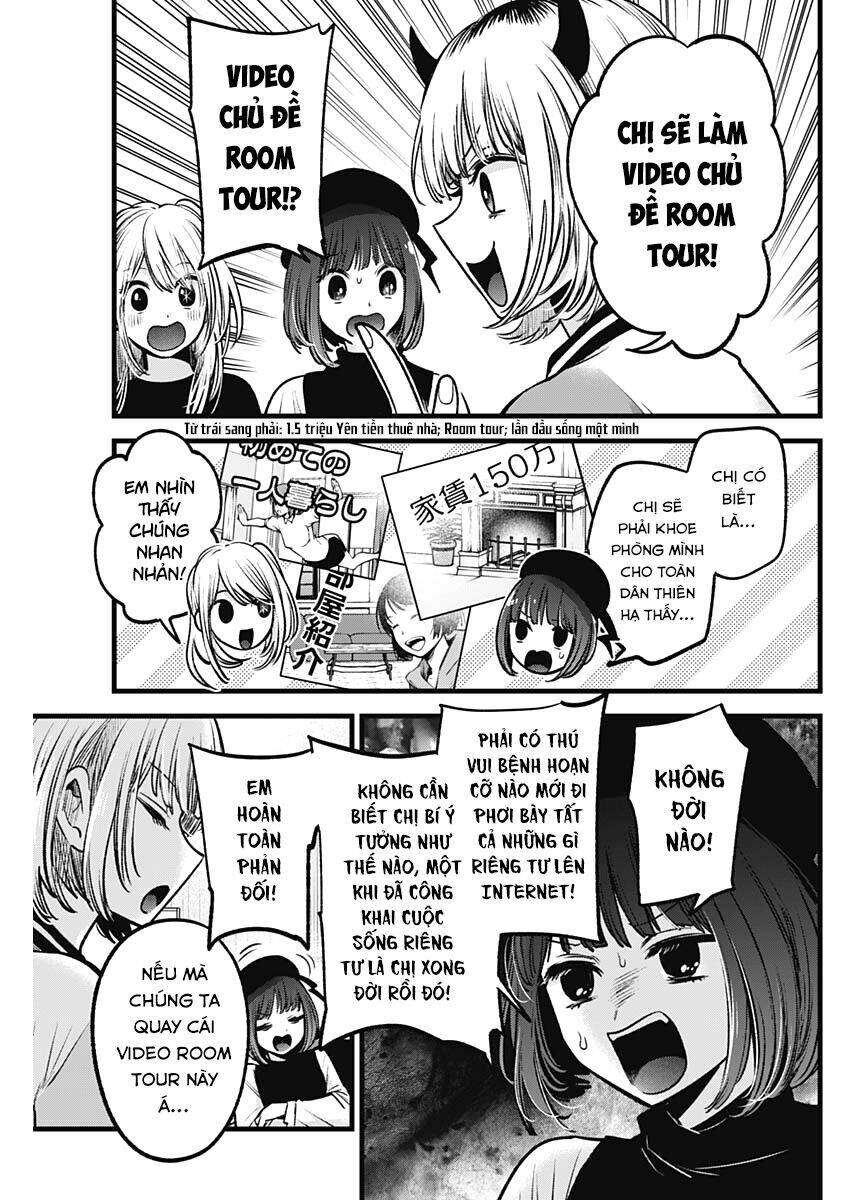 CHỊ SẼ LÀM
VIDEO CHỦ
ĐỀ ROOM
TOUR!
VIDEO
CHỦ ĐỀ
ROOM
TOUR!?
Từ trái sang phải: 1.5 triệu Yên tiền thuê nhà; Room tour; lần đầu sống một mình
CHỊ CÓ
BIẾT
LÀ...
CHỊ SẼ
PHẢI KHOE
PHÒNG MÌNH
CHO TOÀN
DÂN THIÊN
HẠ THẤY...
家賃150万
初めての
一人暮らし
部屋紹介
EM NHÌN
THẤY
CHÚNG
NHAN
NHẢN!
KHÔNG
ĐỜI
NÀO!
PHẢI CÓ THÚ
VUI BỆNH HOẠN
CỠ NÀO MỚI ĐI
PHƠI BÀY TẤT
CẢ NHỮNG GÌ
RIÊNG TƯ LÊN
INTERNET!
KHÔNG CẦN
BIẾT CHỊ BÍ Ý
TƯỞNG NHƯ
THẾ NÀO, MỘT
KHI ĐÃ CÔNG
KHAI CUỘC
SỐNG RIÊNG
TƯ LÀ CHỊ XONG
ĐỜI RỒI ĐÓ!
EM
HOÀN
TOÀN
PHẢN
ĐỐI!
NẾU MÀ
CHÚNG TA
QUAY CÁI
VIDEO ROOM
TOUR NÀY
Á...